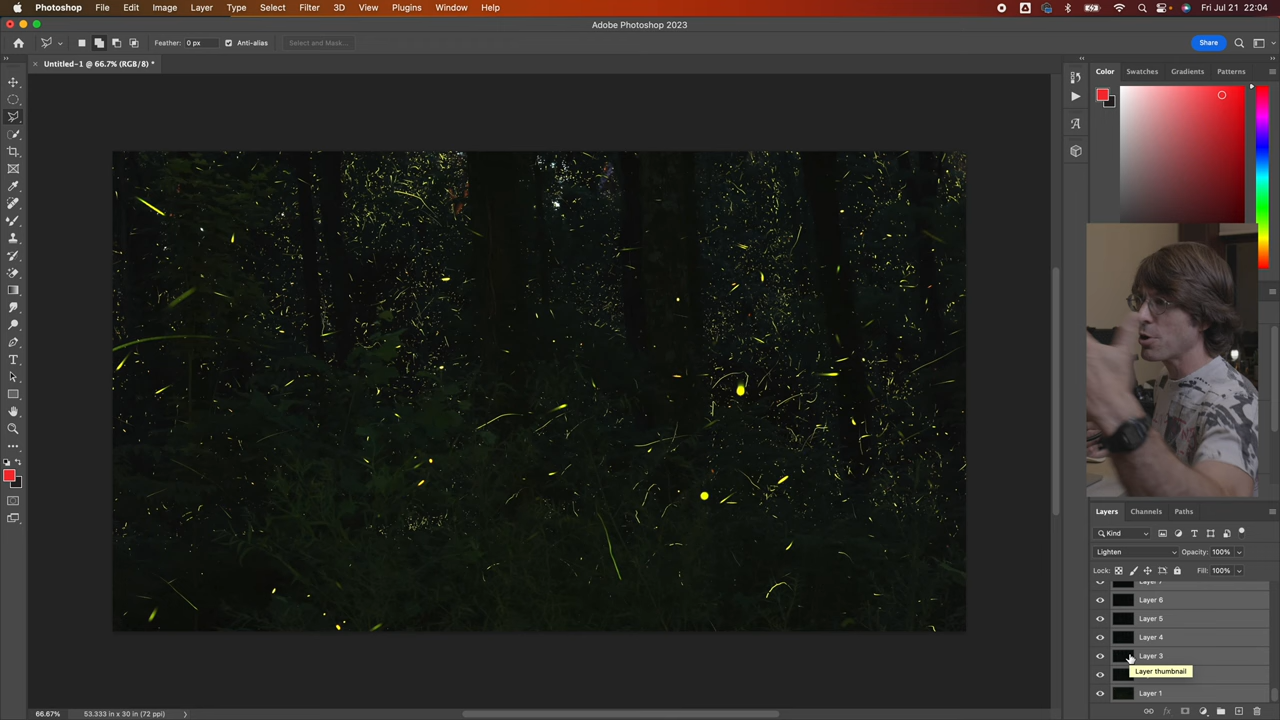 Photoshop File Edit Image Layer Type Select Filter 3D View Plugins Window Help Fri Jul 21 22:04
Adobe Photoshop 2023
Feather: 0 px Anti-alias Select and Mask... Share
Untitled-1 @ 66.7% (RGB/8) *
Color Swatches Gradients Patterns
Layers Channels Paths
Kind
Lighten Opacity: 100%
Lock: Fill: 100%
Layer 7
Layer 6
Layer 5
Layer 4
Layer 3
Layer thumbnail
Layer 1
66.67% 53.333 in x 30 in (72 ppi)